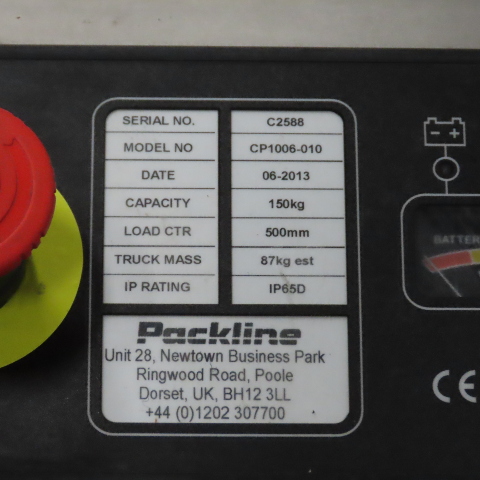 SERIAL NO. C2588
MODEL NO CP1006-010
DATE 06-2013
CAPACITY 150kg
LOAD CTR 500mm
TRUCK MASS 87kg est
IP RATING IP65D
Packline
Unit 28, Newtown Business Park
Ringwood Road, Poole
Dorset, UK, BH12 3LL
+44 (0)1202 307700
BATTER
CE